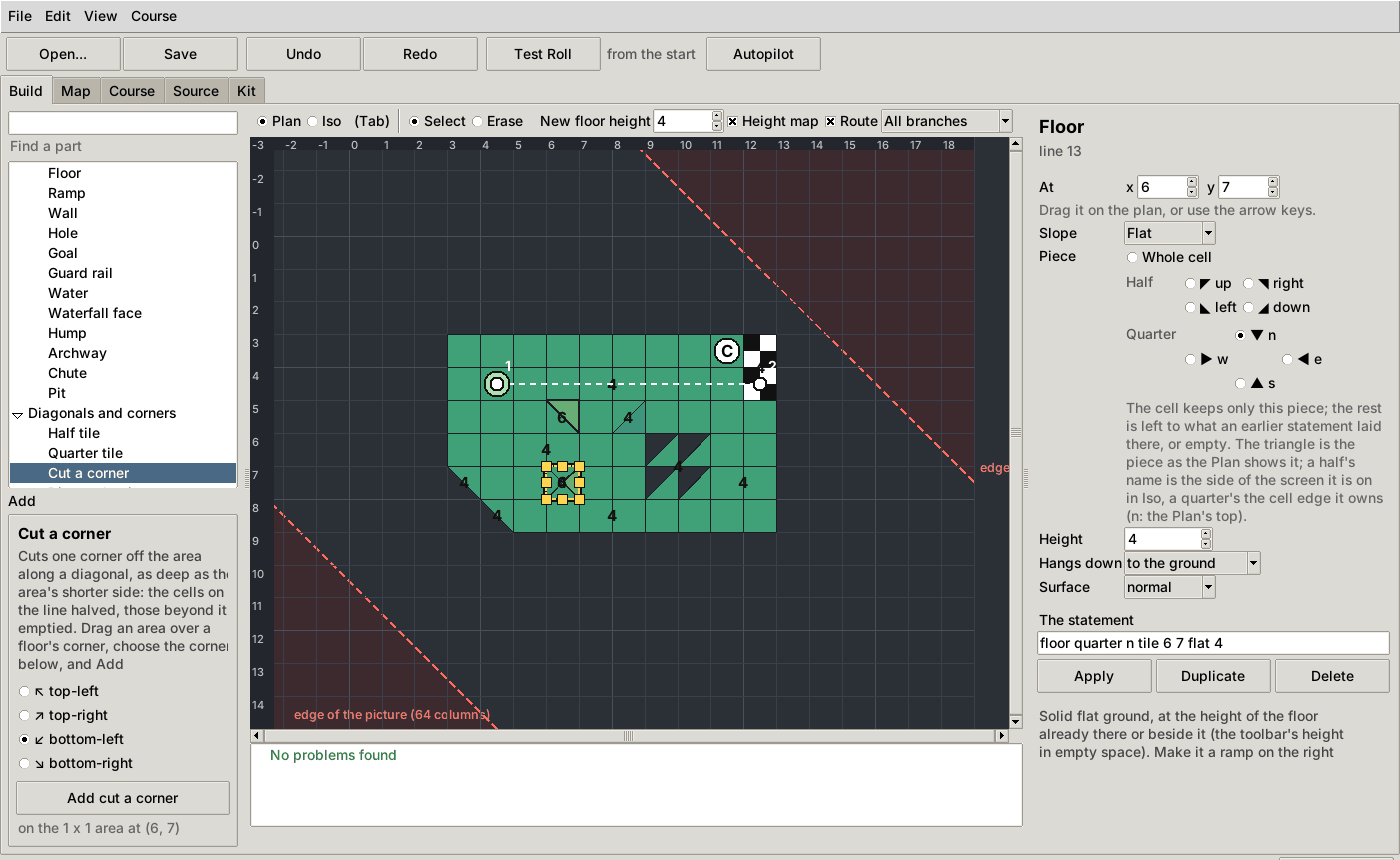 File Edit View Course
Open... Save Undo Redo Test Roll from the start Autopilot
Build Map Course Source Kit
Find a part
Floor
Ramp
Wall
Hole
Goal
Guard rail
Water
Waterfall face
Hump
Archway
Chute
Pit
Diagonals and corners
Half tile
Quarter tile
Cut a corner
Add
Cut a corner
Cuts one corner off the area
along a diagonal, as deep as the
area's shorter side: the cells on
the line halved, those beyond it
emptied. Drag an area over a
floor's corner, choose the corner
below, and Add
top-left
top-right
bottom-left
bottom-right
Add cut a corner
on the 1 x 1 area at (6, 7)
Plan Iso (Tab) Select Erase New floor height 4 Height map Route All branches
-3 -2 -1 0 1 2 3 4 5 6 7 8 9 10 11 12 13 14 15 16 17 18
-2
-1
0
1
2
3
4
5
6
7
8
9
10
11
12
13
14
C
1 2
4
6 4
4
4
4 4
4 4
edge
edge of the picture (64 columns)
No problems found
Floor
line 13
At x 6 y 7
Drag it on the plan, or use the arrow keys.
Slope Flat
Piece Whole cell
Half up right
left down
Quarter n
w e
s
The cell keeps only this piece; the rest
is left to what an earlier statement laid
there, or empty. The triangle is the
piece as the Plan shows it; a half's
name is the side of the screen it is on
in Iso, a quarter's the cell edge it owns
(n: the Plan's top).
Height 4
Hangs down to the ground
Surface normal
The statement
floor quarter n tile 6 7 flat 4
Apply Duplicate Delete
Solid flat ground, at the height of the floor
already there or beside it (the toolbar's height
in empty space). Make it a ramp on the right